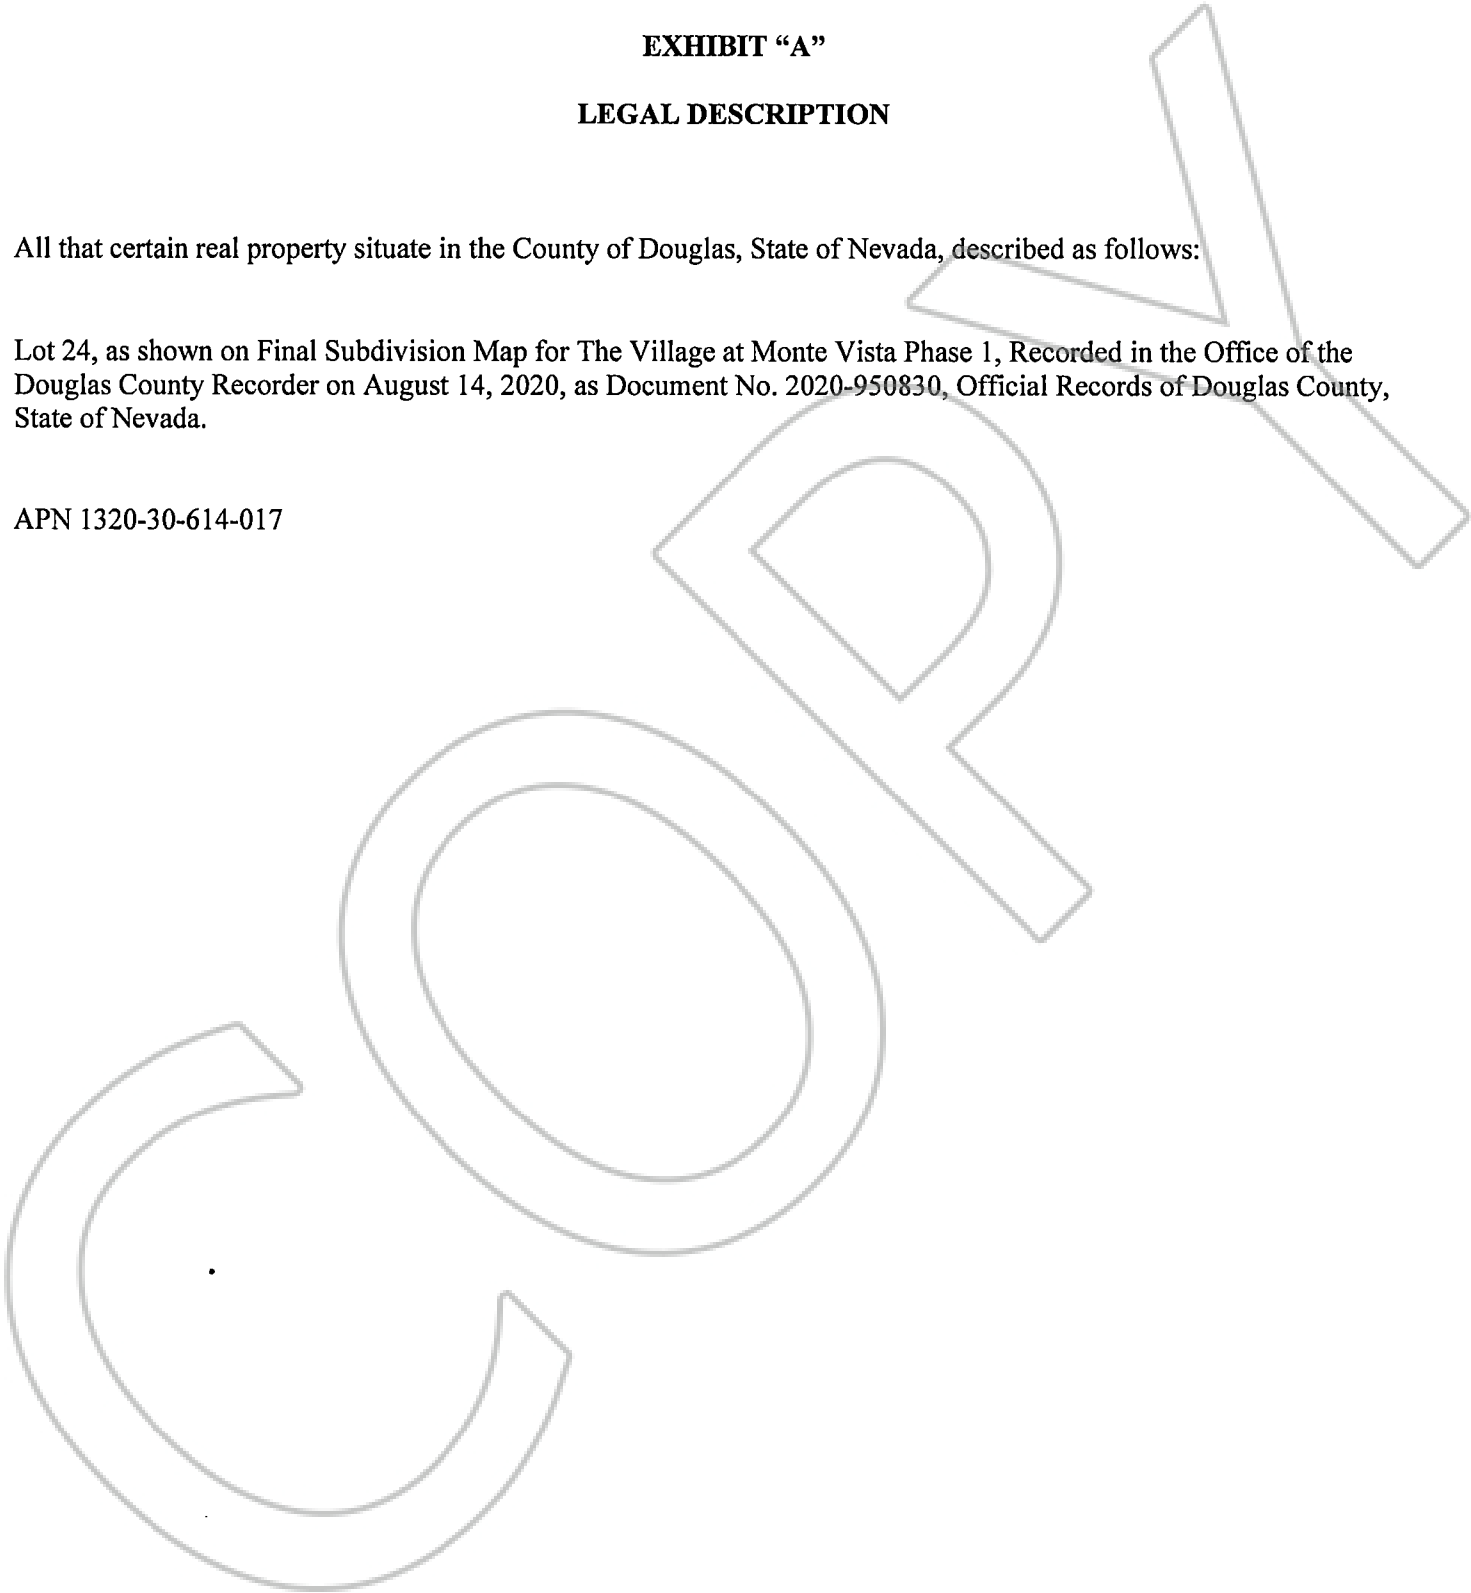 EXHIBIT “A”
LEGAL DESCRIPTION
All that certain real property situate in the County of Douglas, State of Nevada, described as follows:
Lot 24, as shown on Final Subdivision Map for The Village at Monte Vista Phase 1, Recorded in the Office of the
Douglas County Recorder on August 14, 2020, as Document No. 2020-950830, Official Records of Douglas County,
State of Nevada.
APN 1320-30-614-017
COPY